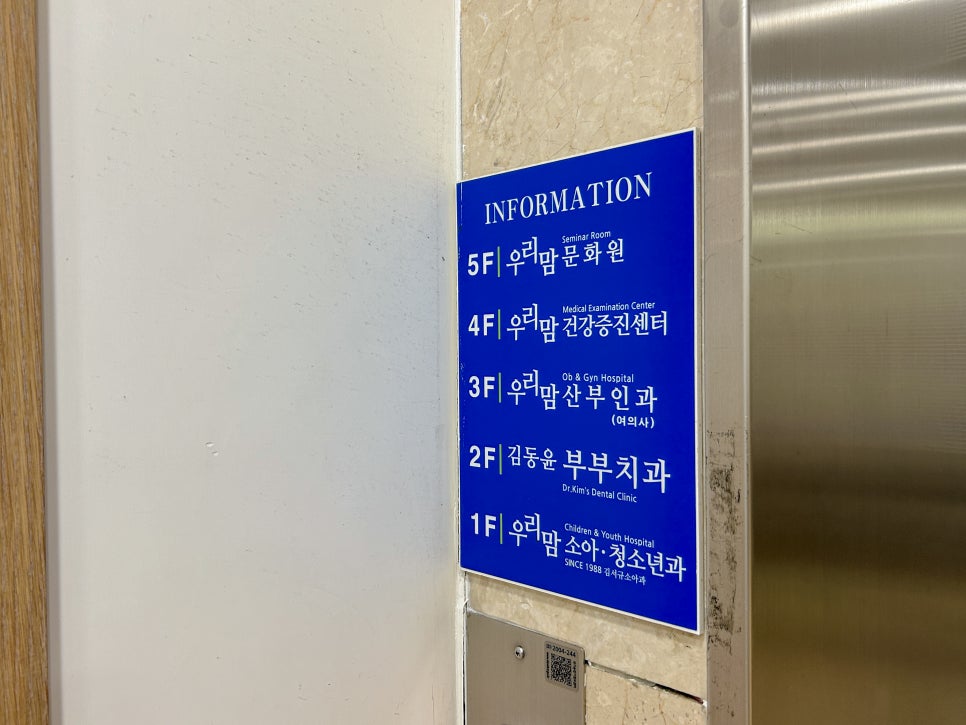 INFORMATION
Seminar Room
5F 우리맘 문화원
Medical Examination Center
4F 우리맘 건강증진센터
Ob & Gyn Hospital
3F 우리맘 산부인과
(여의사)
2F 김동윤 부부치과
Dr.Kim's Dental Clinic
Children & Youth Hospital
1F 우리맘 소아·청소년과
SINCE 1988 김서규소아과
2004-244